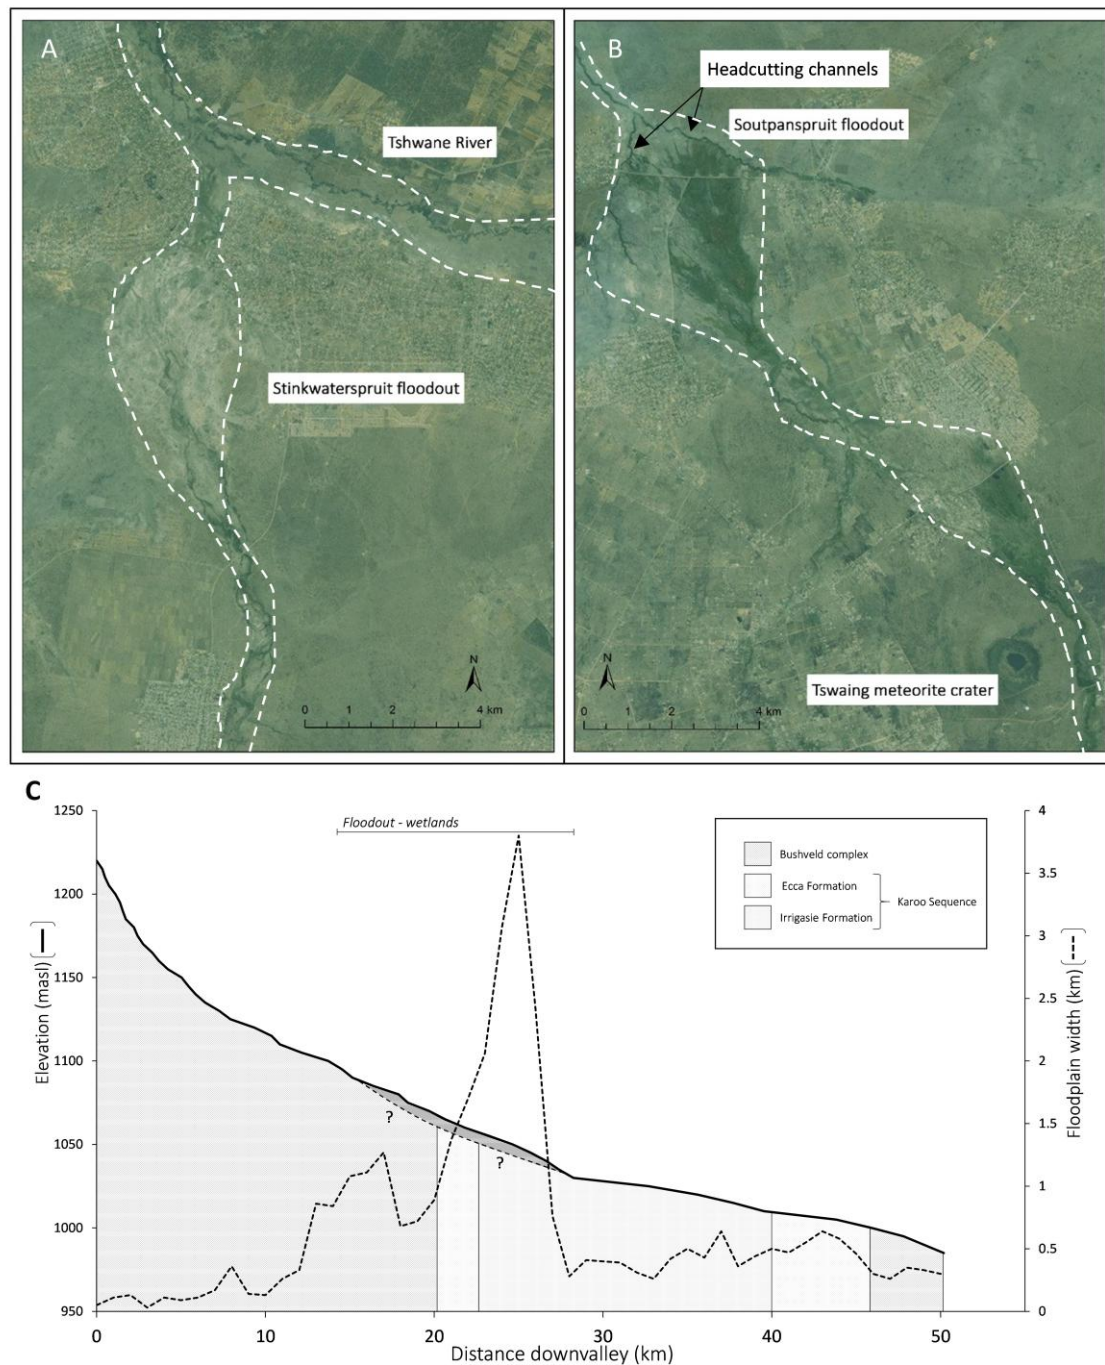 A
Tshwane River
Stinkwaterspruit floodout
N
0 2 4 km
B
Headcutting channels
Soutpanspruit floodout
Tswaing meteorite crater
N
0 1 2 4 km
C
Floodout - wetlands
Bushveld complex
Ecca Formation
Irrigasie Formation
Karoo Sequence
Elevation (masl)
1250
1200
1150
1100
1050
1000
950
?
?
4
3.5
3
2.5
2
1.5
1
0.5
0
Floodplain width (km)
0 10 20 30 40 50
Distance downvalley (km)